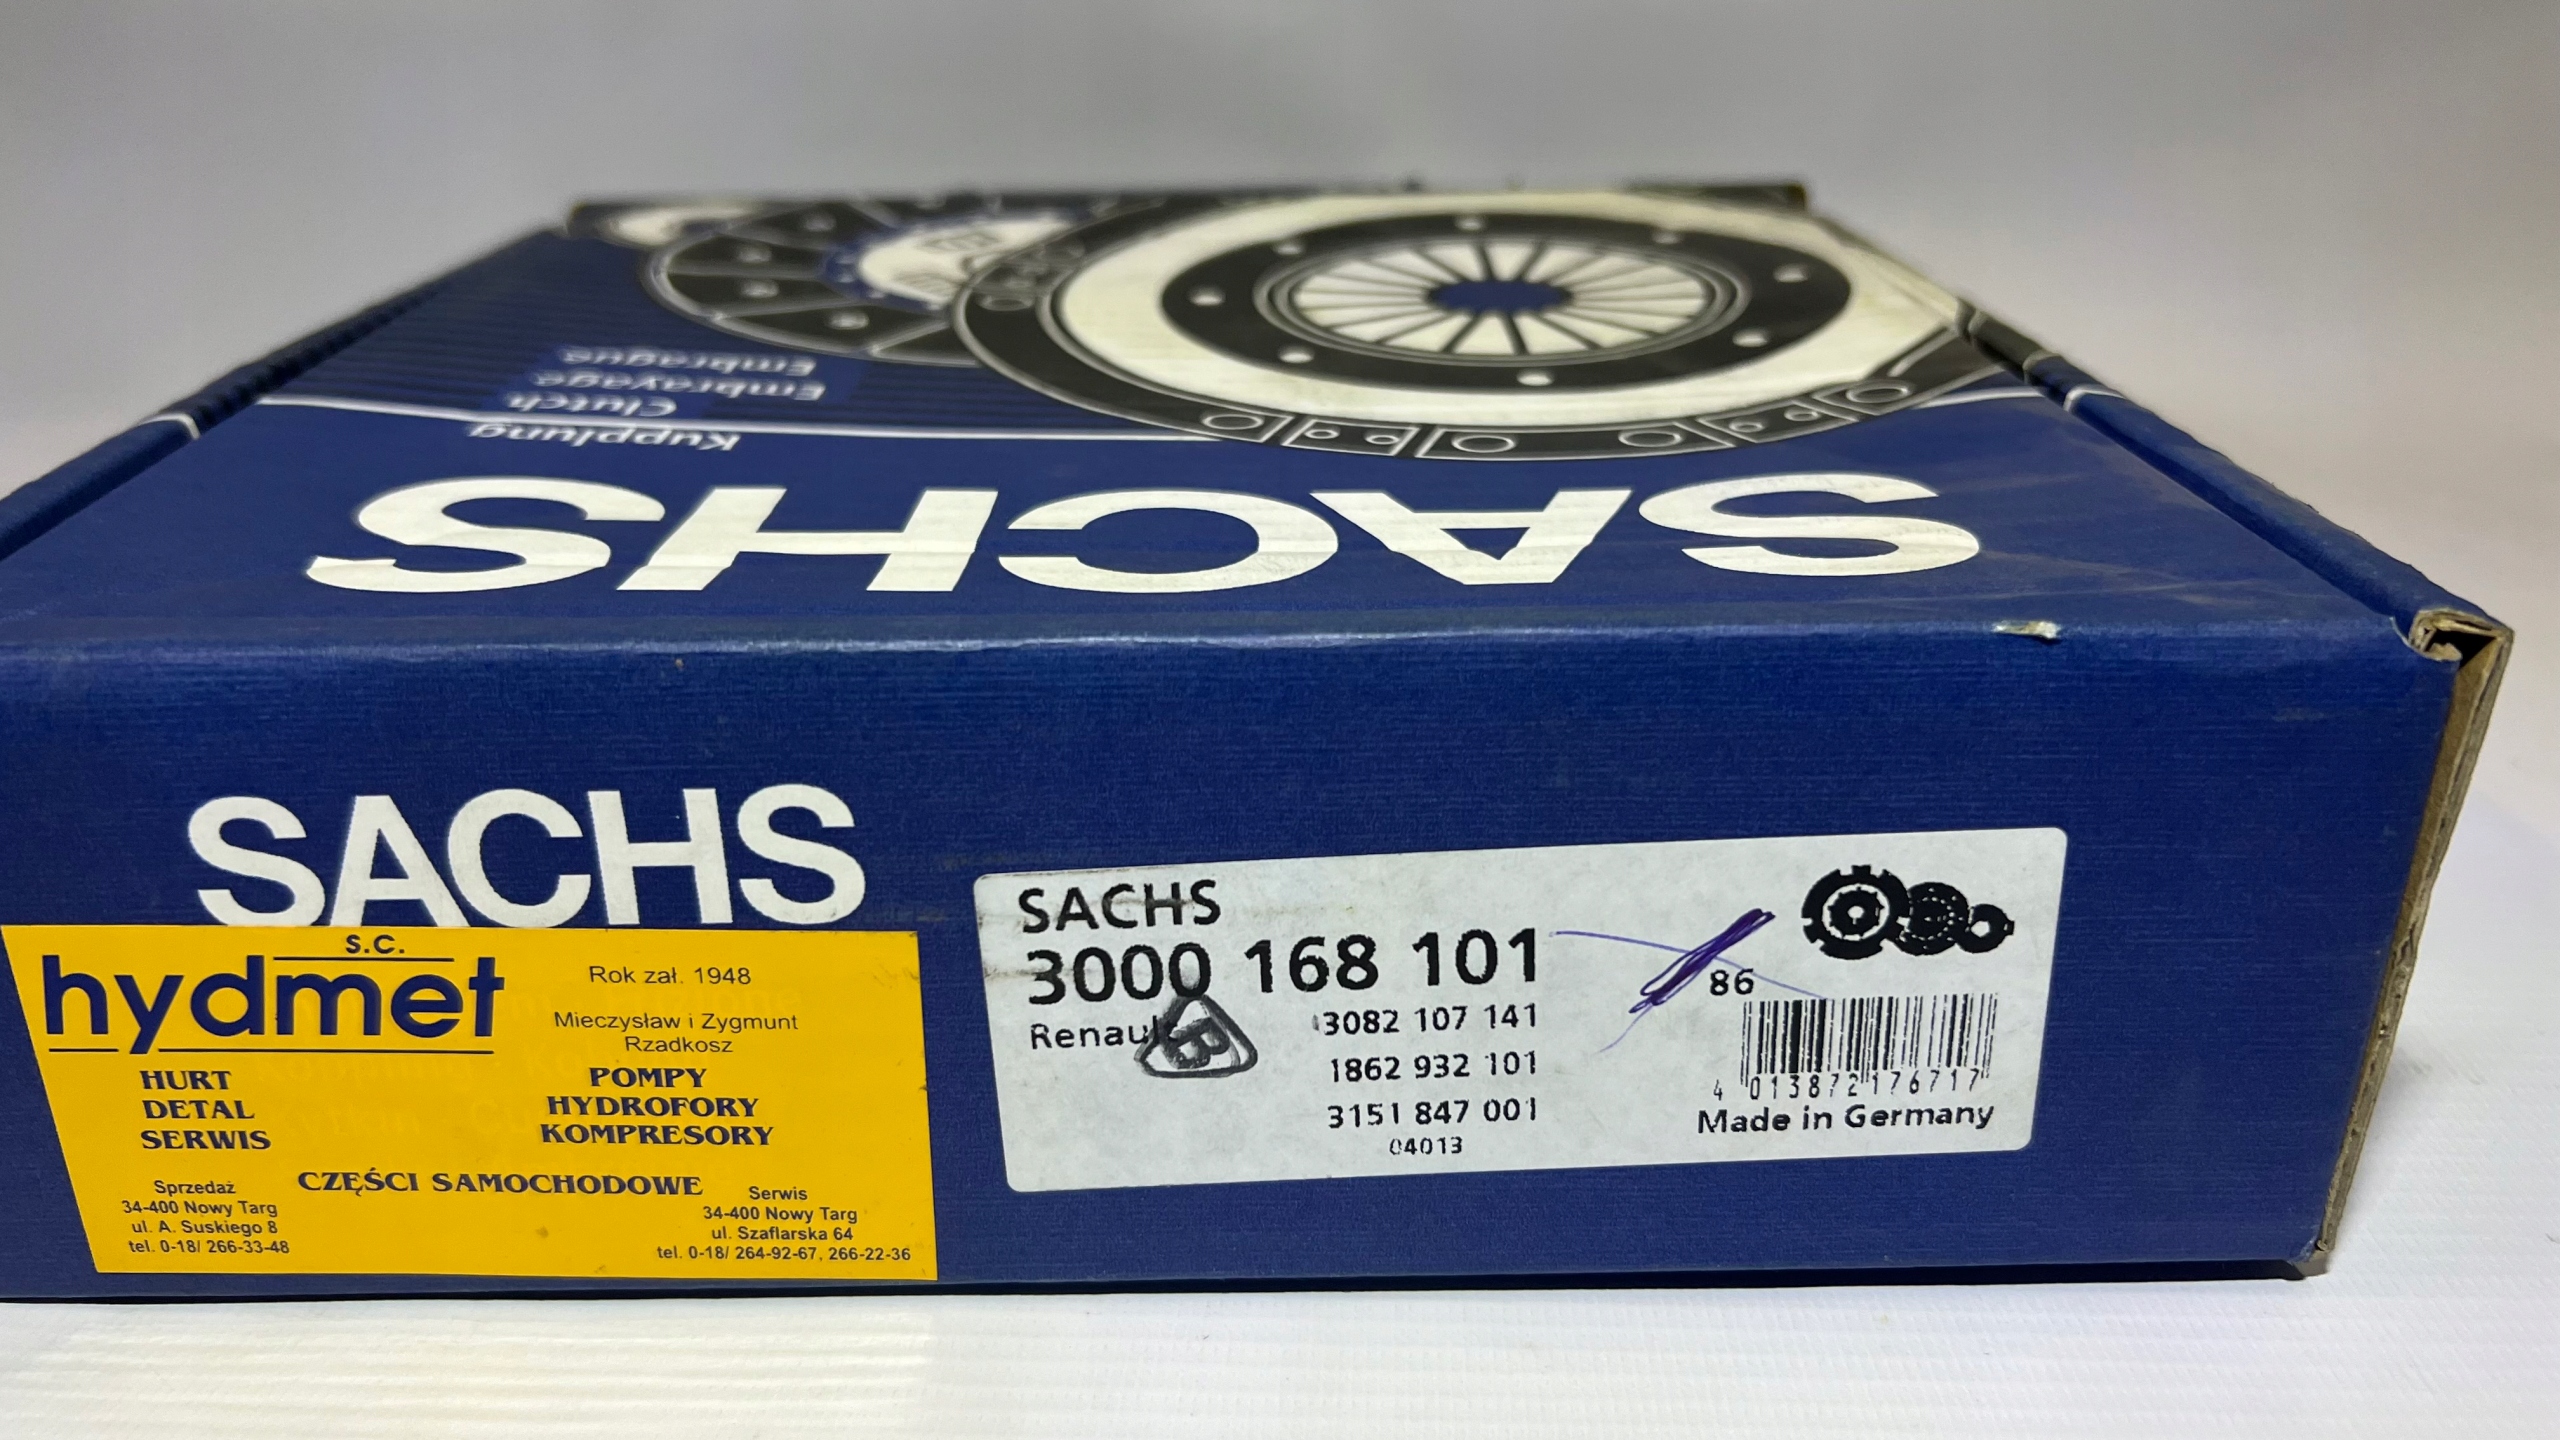 Embrague
Embrayage
Clutch
Kupplung
SACHS
SACHS
s.c.
hydmet
Rok zał. 1948
Mieczysław i Zygmunt
Rzadkosz
HURT
DETAL
SERWIS
POMPY
HYDROFORY
KOMPRESORY
CZĘŚCI SAMOCHODOWE
Sprzedaż
34-400 Nowy Targ
ul. A. Suskiego 8
tel. 0-18/ 266-33-48
Serwis
34-400 Nowy Targ
ul. Szaflarska 64
tel. 0-18/ 264-92-67, 266-22-36
SACHS
3000 168 101
Renault
B
3082 107 141
1862 932 101
3151 847 001
04013
86
4 013872 176717
Made in Germany